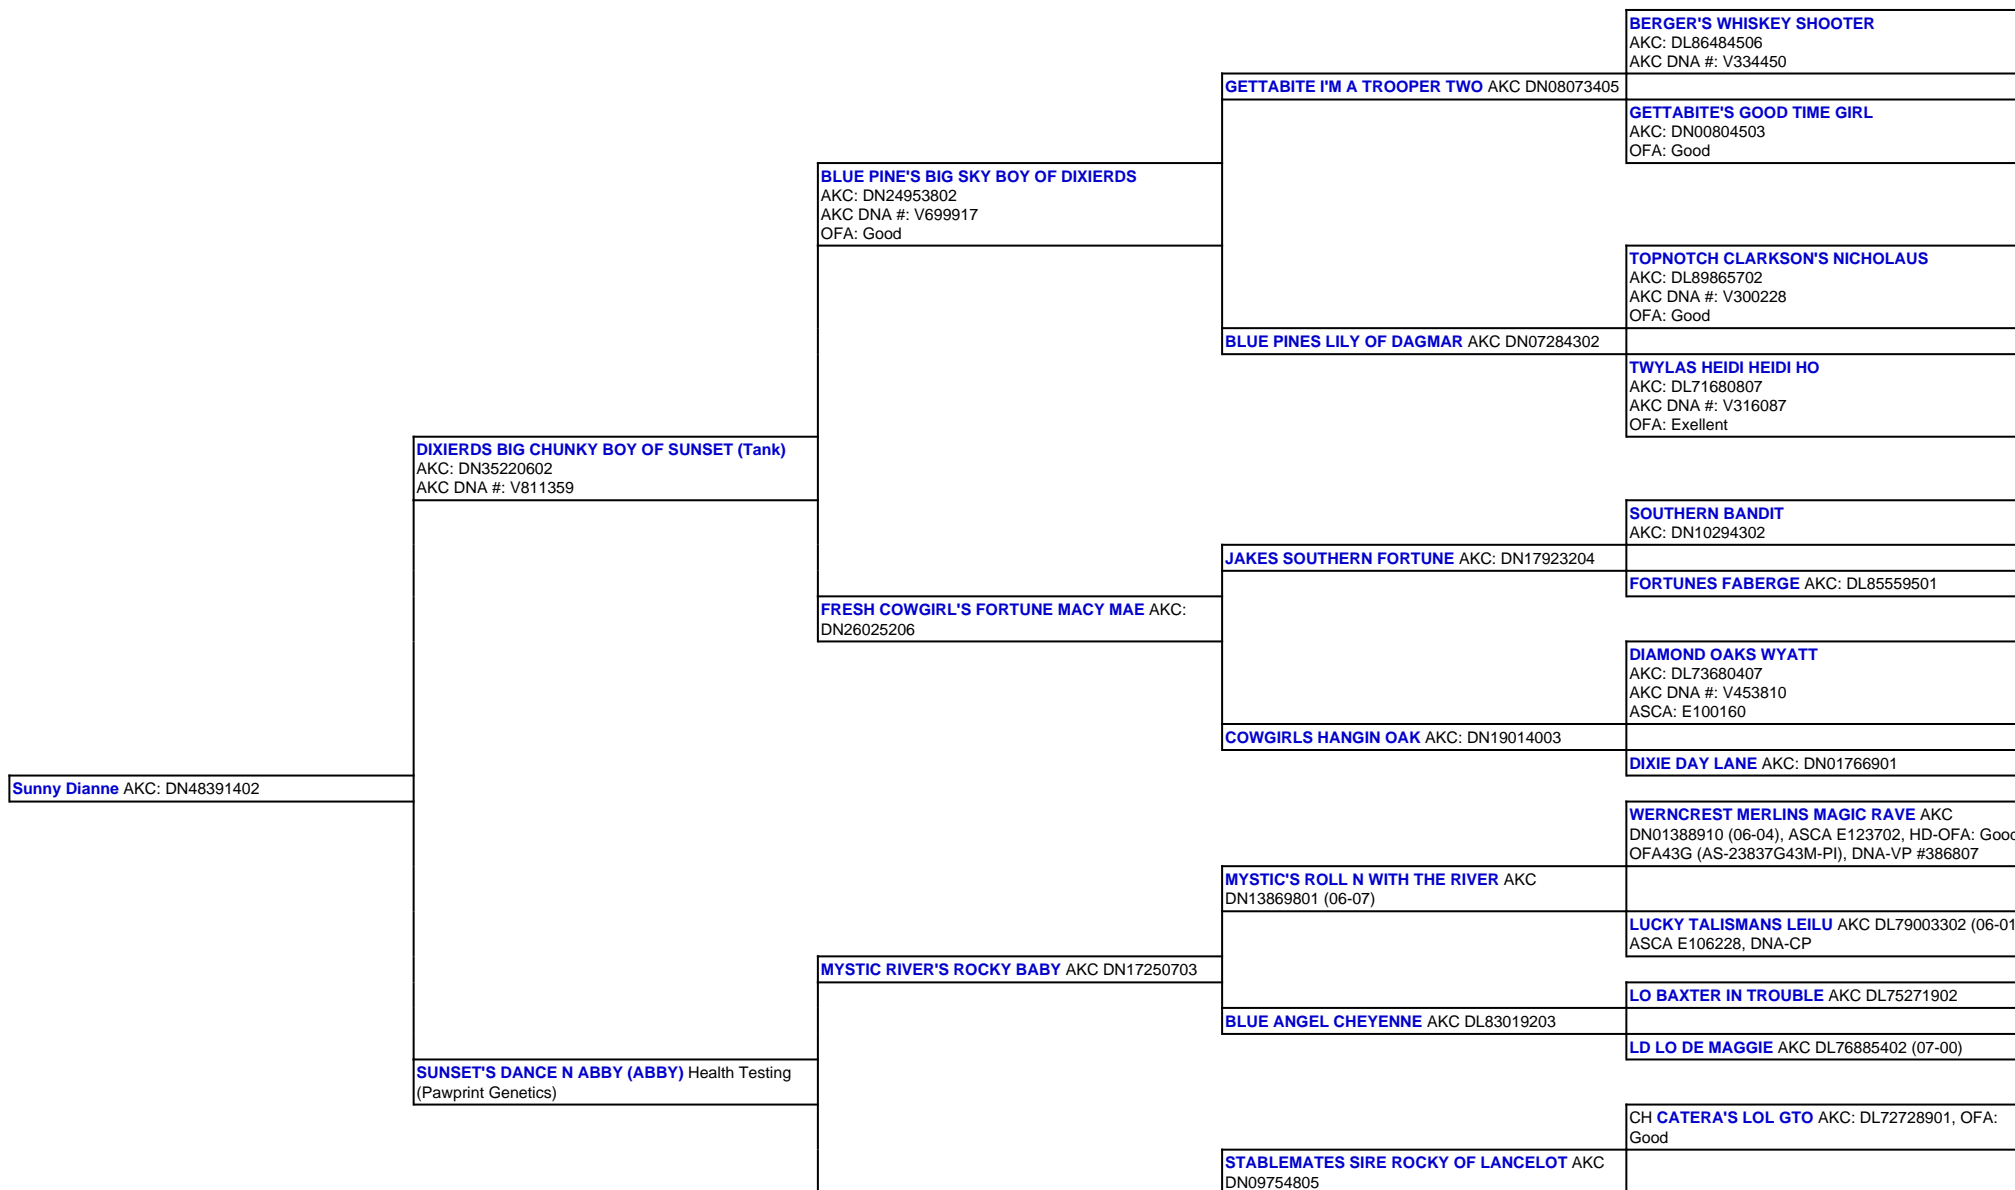 BERGER'S WHISKEY SHOOTER
AKC: DL86484506
AKC DNA #: V334450
GETTABITE I'M A TROOPER TWO AKC DN08073405
GETTABITE'S GOOD TIME GIRL
AKC: DN00804503
OFA: Good
BLUE PINE'S BIG SKY BOY OF DIXIERDS
AKC: DN24953802
AKC DNA #: V699917
OFA: Good
TOPNOTCH CLARKSON'S NICHOLAUS
AKC: DL89865702
AKC DNA #: V300228
OFA: Good
BLUE PINES LILY OF DAGMAR AKC DN07284302
TWYLAS HEIDI HEIDI HO
AKC: DL71680807
AKC DNA #: V316087
OFA: Exellent
DIXIERDS BIG CHUNKY BOY OF SUNSET (Tank)
AKC: DN35220602
AKC DNA #: V811359
SOUTHERN BANDIT
AKC: DN10294302
JAKES SOUTHERN FORTUNE AKC: DN17923204
FORTUNES FABERGE AKC: DL85559501
FRESH COWGIRL'S FORTUNE MACY MAE AKC:
DN26025206
DIAMOND OAKS WYATT
AKC: DL73680407
AKC DNA #: V453810
ASCA: E100160
COWGIRLS HANGIN OAK AKC: DN19014003
DIXIE DAY LANE AKC: DN01766901
Sunny Dianne AKC: DN48391402
WERNCREST MERLINS MAGIC RAVE AKC
DN01388910 (06-04), ASCA E123702, HD-OFA: Good
OFA43G (AS-23837G43M-PI), DNA-VP #386807
MYSTIC'S ROLL N WITH THE RIVER AKC
DN13869801 (06-07)
LUCKY TALISMANS LEILU AKC DL79003302 (06-01
ASCA E106228, DNA-CP
MYSTIC RIVER'S ROCKY BABY AKC DN17250703
LO BAXTER IN TROUBLE AKC DL75271902
BLUE ANGEL CHEYENNE AKC DL83019203
LD LO DE MAGGIE AKC DL76885402 (07-00)
SUNSET'S DANCE N ABBY (ABBY) Health Testing
(Pawprint Genetics)
CH CATERA'S LOL GTO AKC: DL72728901, OFA:
Good
STABLEMATES SIRE ROCKY OF LANCELOT AKC
DN09754805